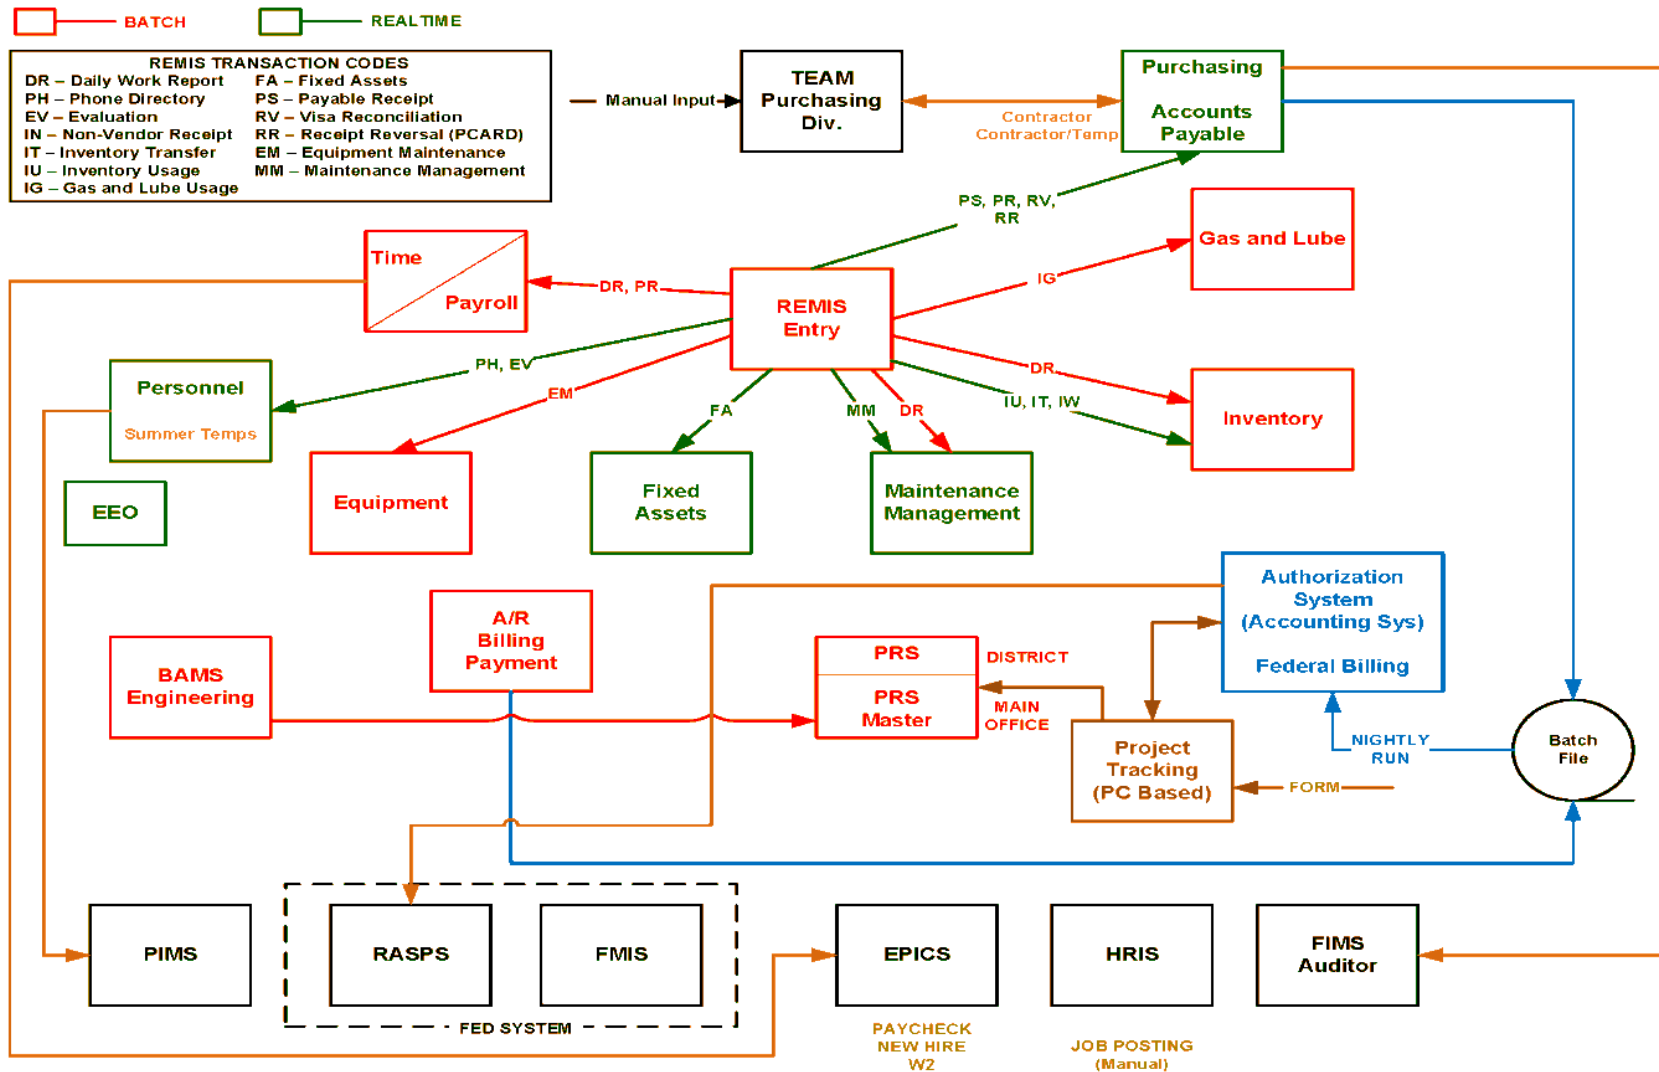 BATCH
REALTIME
REMIS TRANSACTION CODES
DR – Daily Work Report FA – Fixed Assets
PH – Phone Directory PS – Payable Receipt
EV – Evaluation RV – Visa Reconciliation
IN – Non-Vendor Receipt RR – Receipt Reversal (PCARD)
IT – Inventory Transfer EM – Equipment Maintenance
IU – Inventory Usage MM – Maintenance Management
IG – Gas and Lube Usage
Manual Input
TEAM
Purchasing
Div.
Contractor
Contractor/Temp
Purchasing
Accounts
Payable
PS, PR, RV,
RR
Gas and Lube
Time
Payroll
DR, PR
REMIS
Entry
IG
PH, EV
Personnel
Summer Temps
EM
FA
MM
DR
DR
IU, IT, IW
Inventory
EEO
Equipment
Fixed
Assets
Maintenance
Management
Authorization
System
(Accounting Sys)
Federal Billing
A/R
Billing
Payment
BAMS
Engineering
PRS
DISTRICT
PRS
Master
MAIN
OFFICE
Project
Tracking
(PC Based)
NIGHTLY
RUN
Batch
File
FORM
PIMS
RASPS
FMIS
FED SYSTEM
EPICS
HRIS
FIMS
Auditor
PAYCHECK
NEW HIRE
W2
JOB POSTING
(Manual)